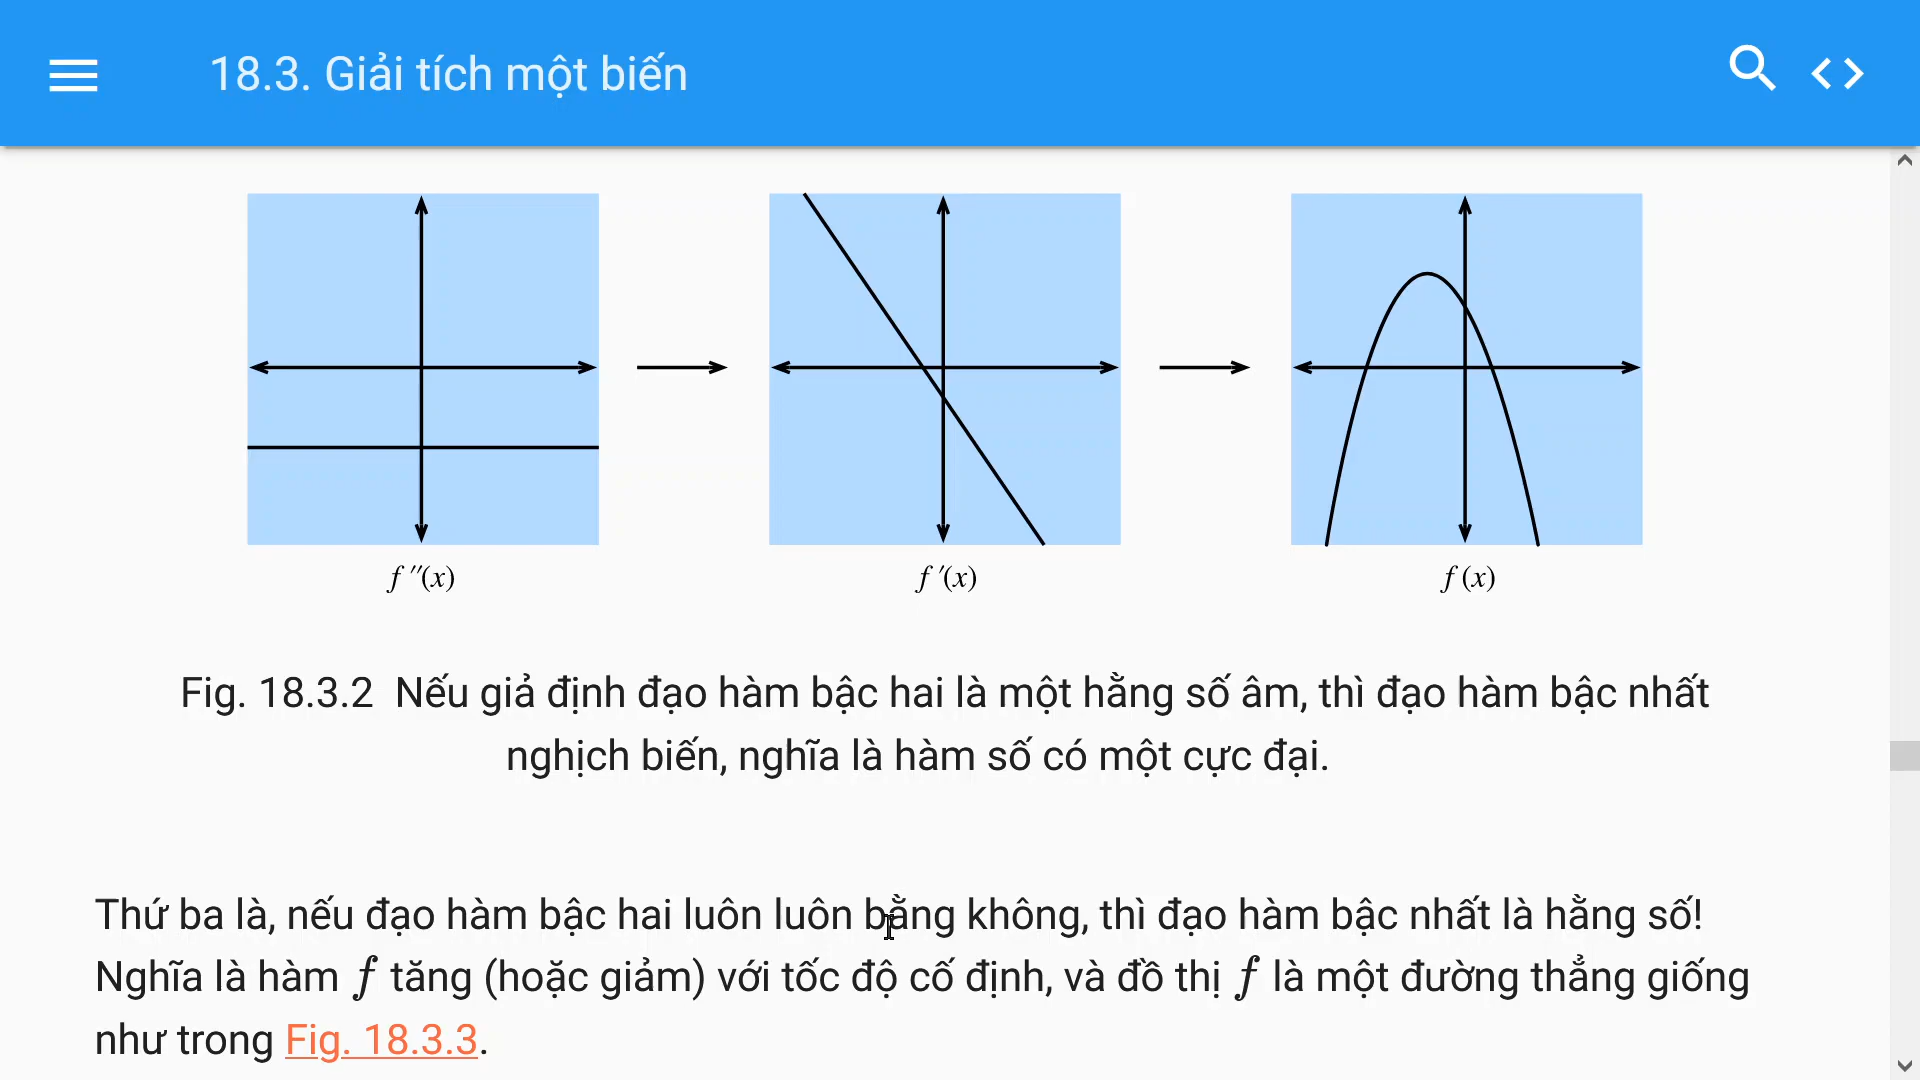 18.3. Giải tích một biến
f ″(x)
f ′(x)
f (x)
Fig. 18.3.2 Nếu giả định đạo hàm bậc hai là một hằng số âm, thì đạo hàm bậc nhất
nghịch biến, nghĩa là hàm số có một cực đại.
Thứ ba là, nếu đạo hàm bậc hai luôn luôn bằng không, thì đạo hàm bậc nhất là hằng số!
Nghĩa là hàm f tăng (hoặc giảm) với tốc độ cố định, và đồ thị f là một đường thẳng giống
như trong Fig. 18.3.3.